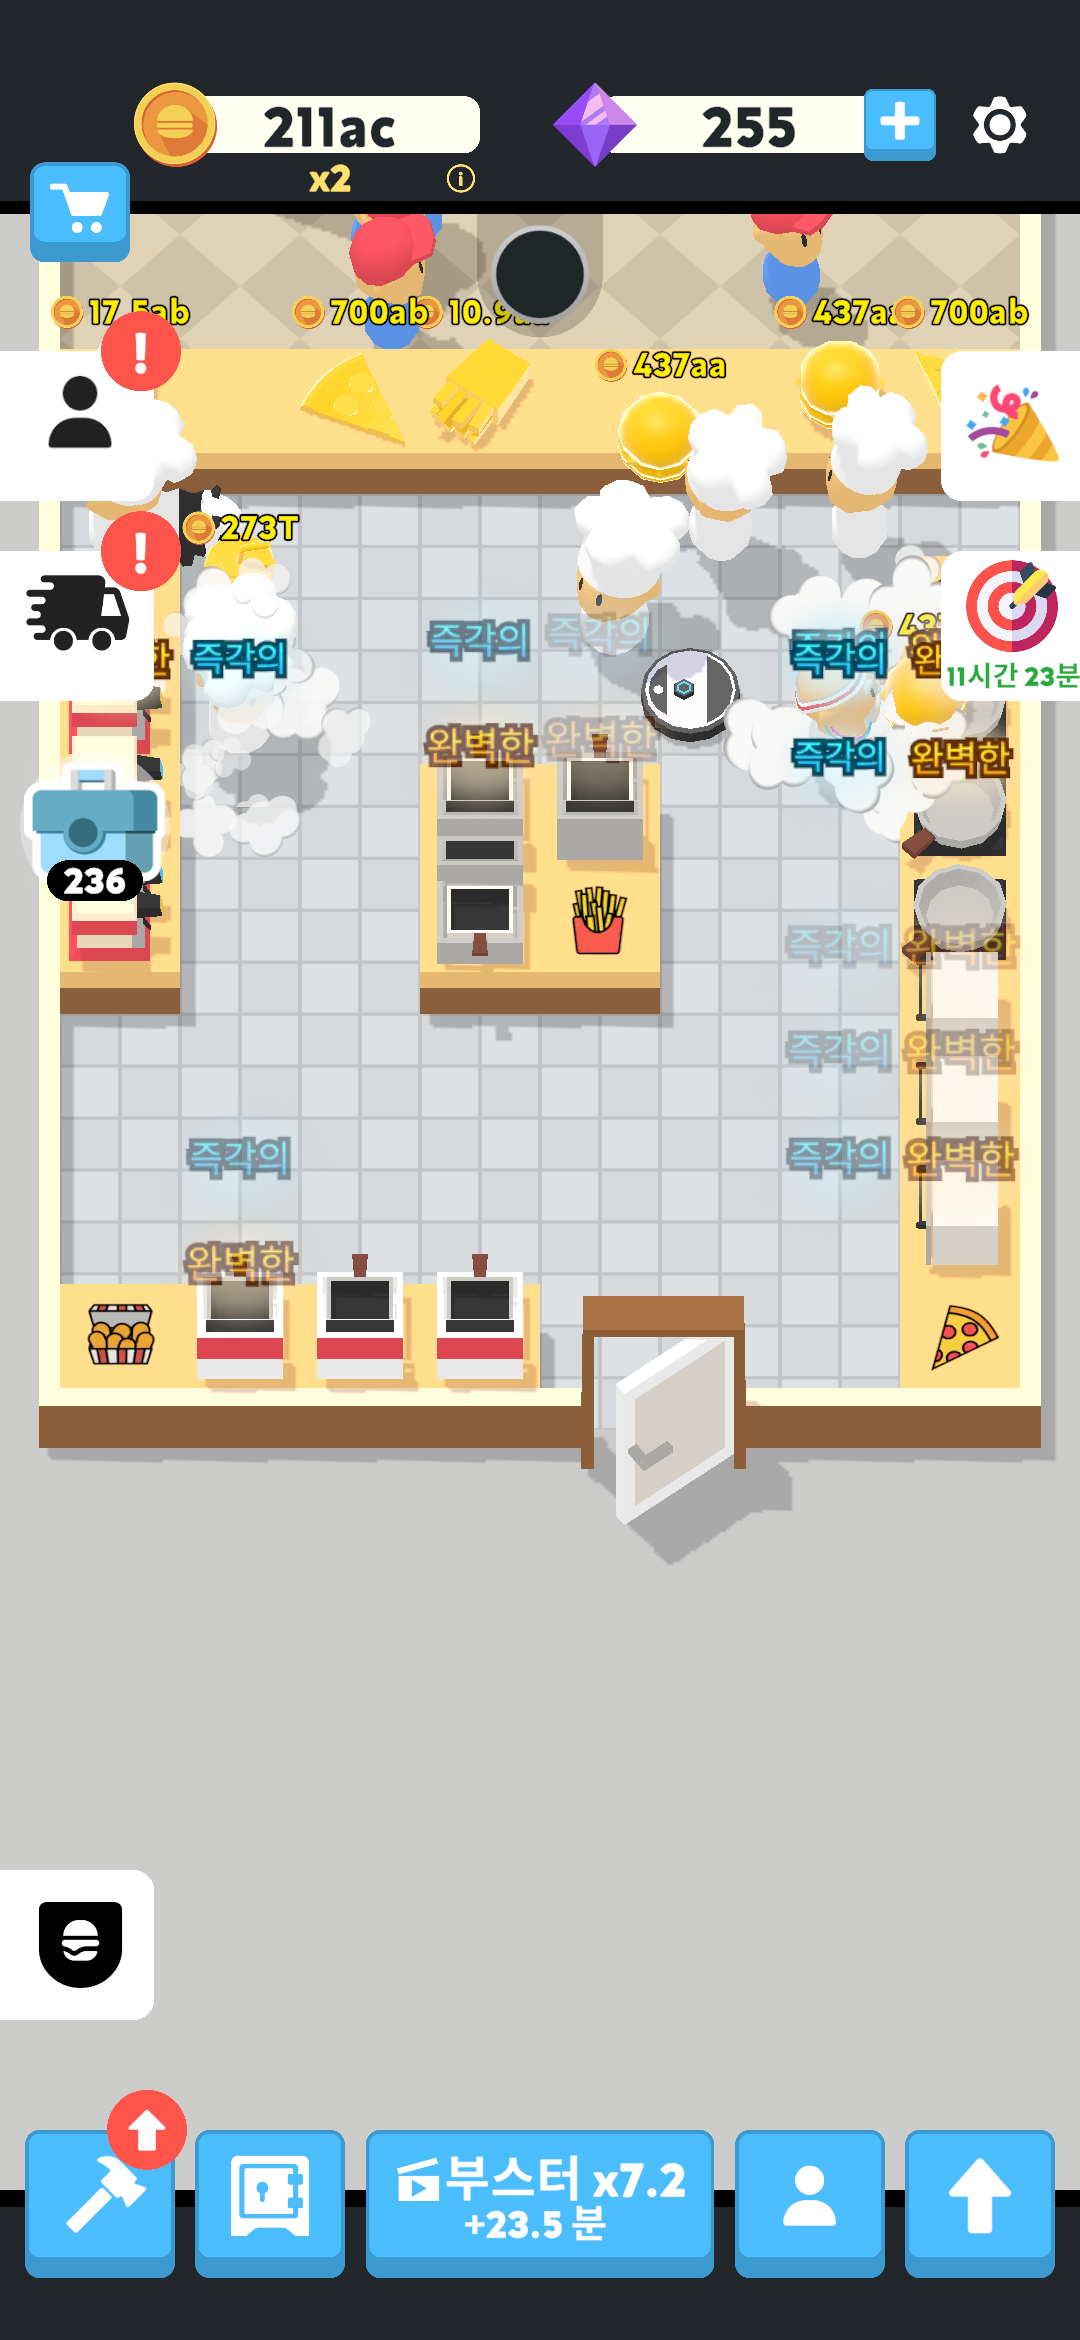 211ac
255
x2
17.5ab
700ab
437aa
700ab
437aa
273T
11시간 23분
즉각의
즉각의
즉각의
즉각의
완벽한
완벽한
즉각의
완벽한
236
즉각의
완벽한
즉각의
완벽한
즉각의
즉각의
완벽한
완벽한
부스터 x7.2
+23.5 분